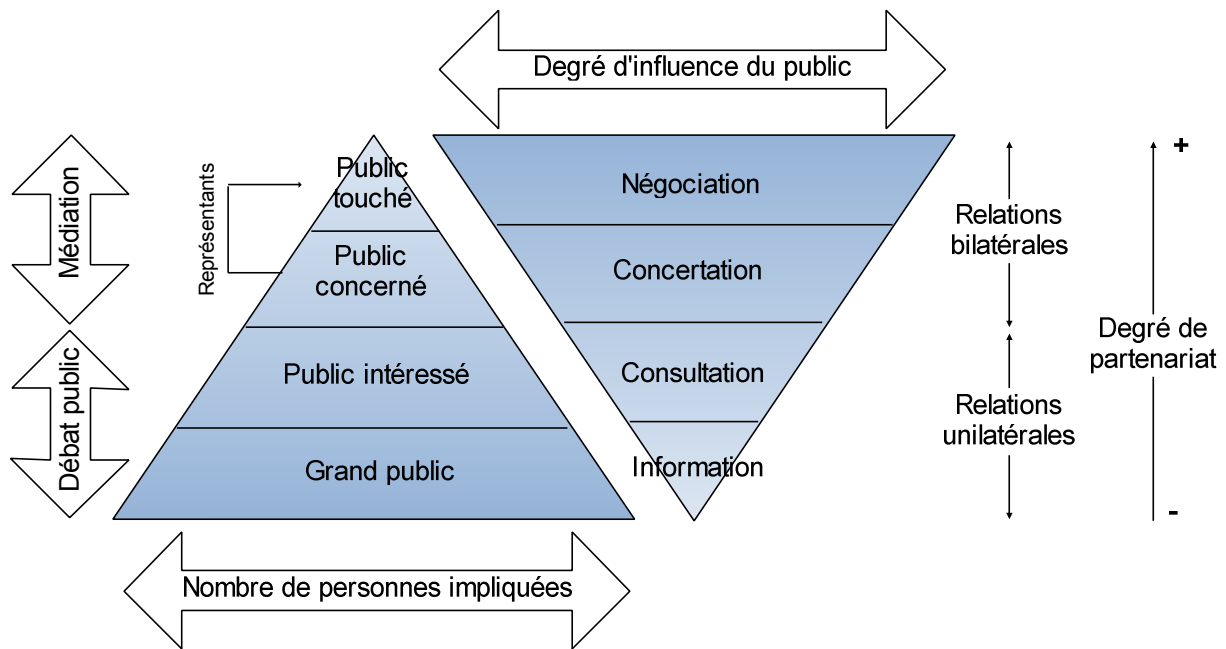 Degré d'influence du public
Médiation
Débat public
Représentants
Public
touché
Public
concerné
Public intéressé
Grand public
Négociation
Concertation
Consultation
Information
Relations
bilatérales
Relations
unilatérales
+
Degré de
partenariat
-
Nombre de personnes impliquées